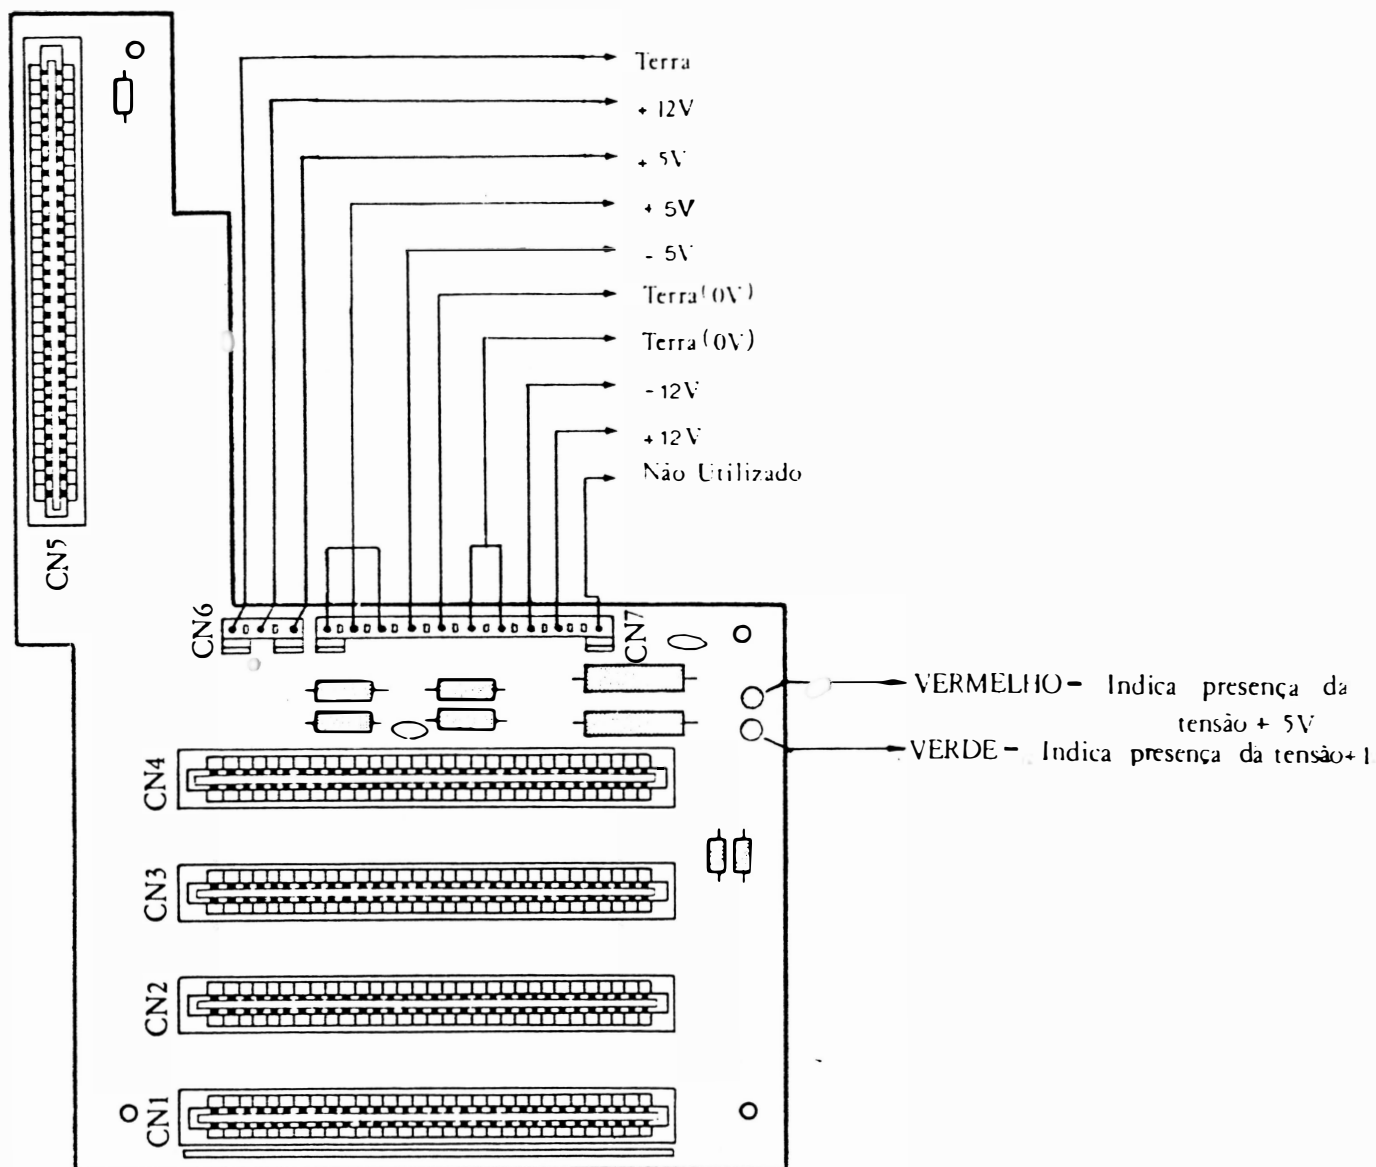 Terra
+ 12V
+ 5V
+ 5V
- 5V
Terra(0V)
Terra(0V)
- 12V
+ 12V
Não Utilizado
CN5
CN6
CN7
VERMELHO- Indica presença da
tensão + 5V
VERDE- Indica presença da tensão+1
CN4
CN3
CN2
CN1